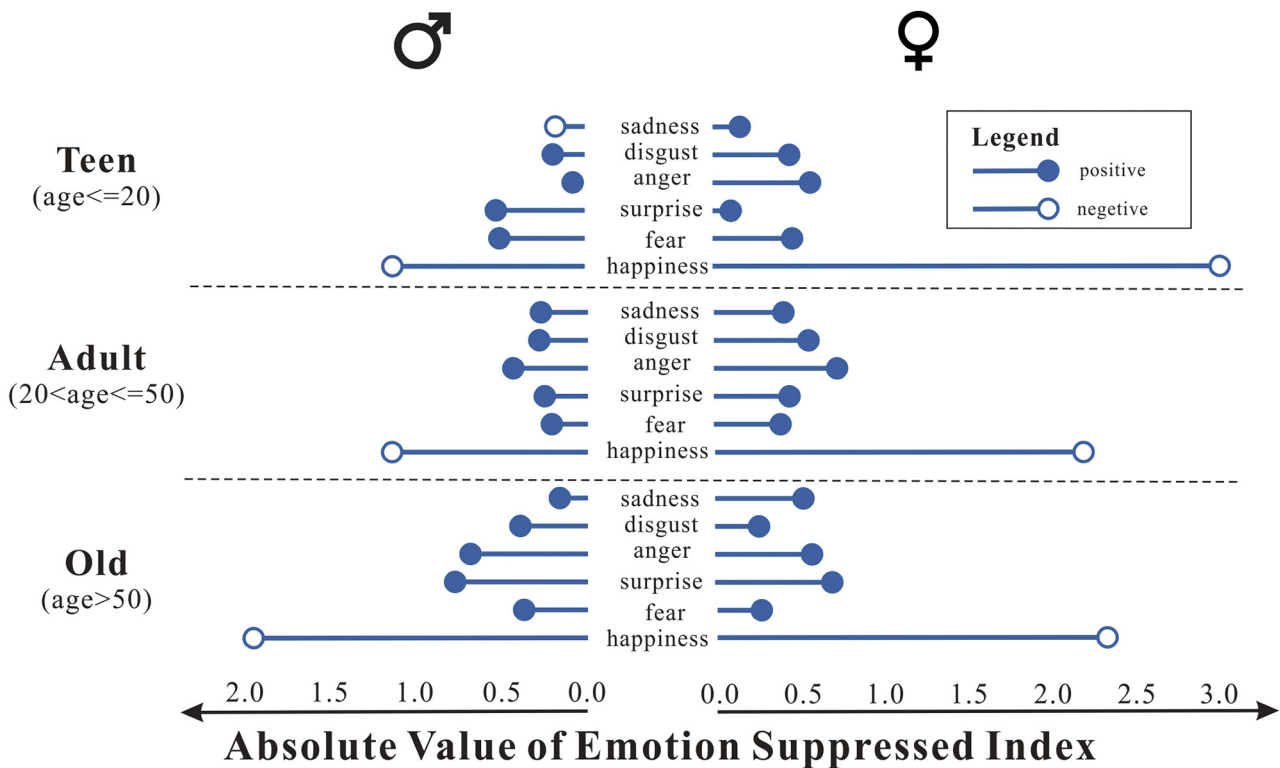 ♂ ♀
sadness
disgust
anger
surprise
fear
happiness
Teen
(age<=20)
Legend
positive
negetive
sadness
disgust
anger
surprise
fear
happiness
Adult
(20<age<=50)
sadness
disgust
anger
surprise
fear
happiness
Old
(age>50)
2.0 1.5 1.0 0.5 0.0 0.0 0.5 1.0 1.5 2.0 2.5 3.0
Absolute Value of Emotion Suppressed Index